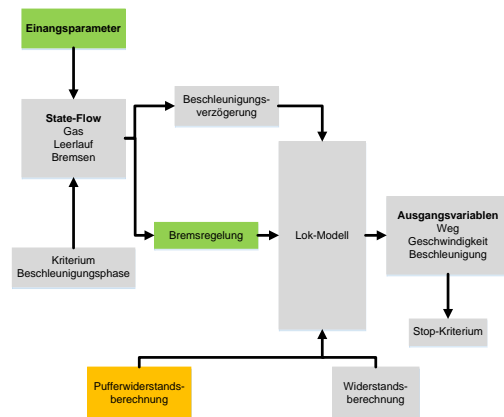 Einangsparameter
State-Flow
Gas
Leerlauf
Bremsen
Beschleunigungs-
verzögerung
Kriterium
Beschleunigungsphase
Bremsregelung
Lok-Modell
Ausgangsvariablen
Weg
Geschwindigkeit
Beschleunigung
Stop-Kriterium
Pufferwiderstands-
berechnung
Widerstands-
berechnung